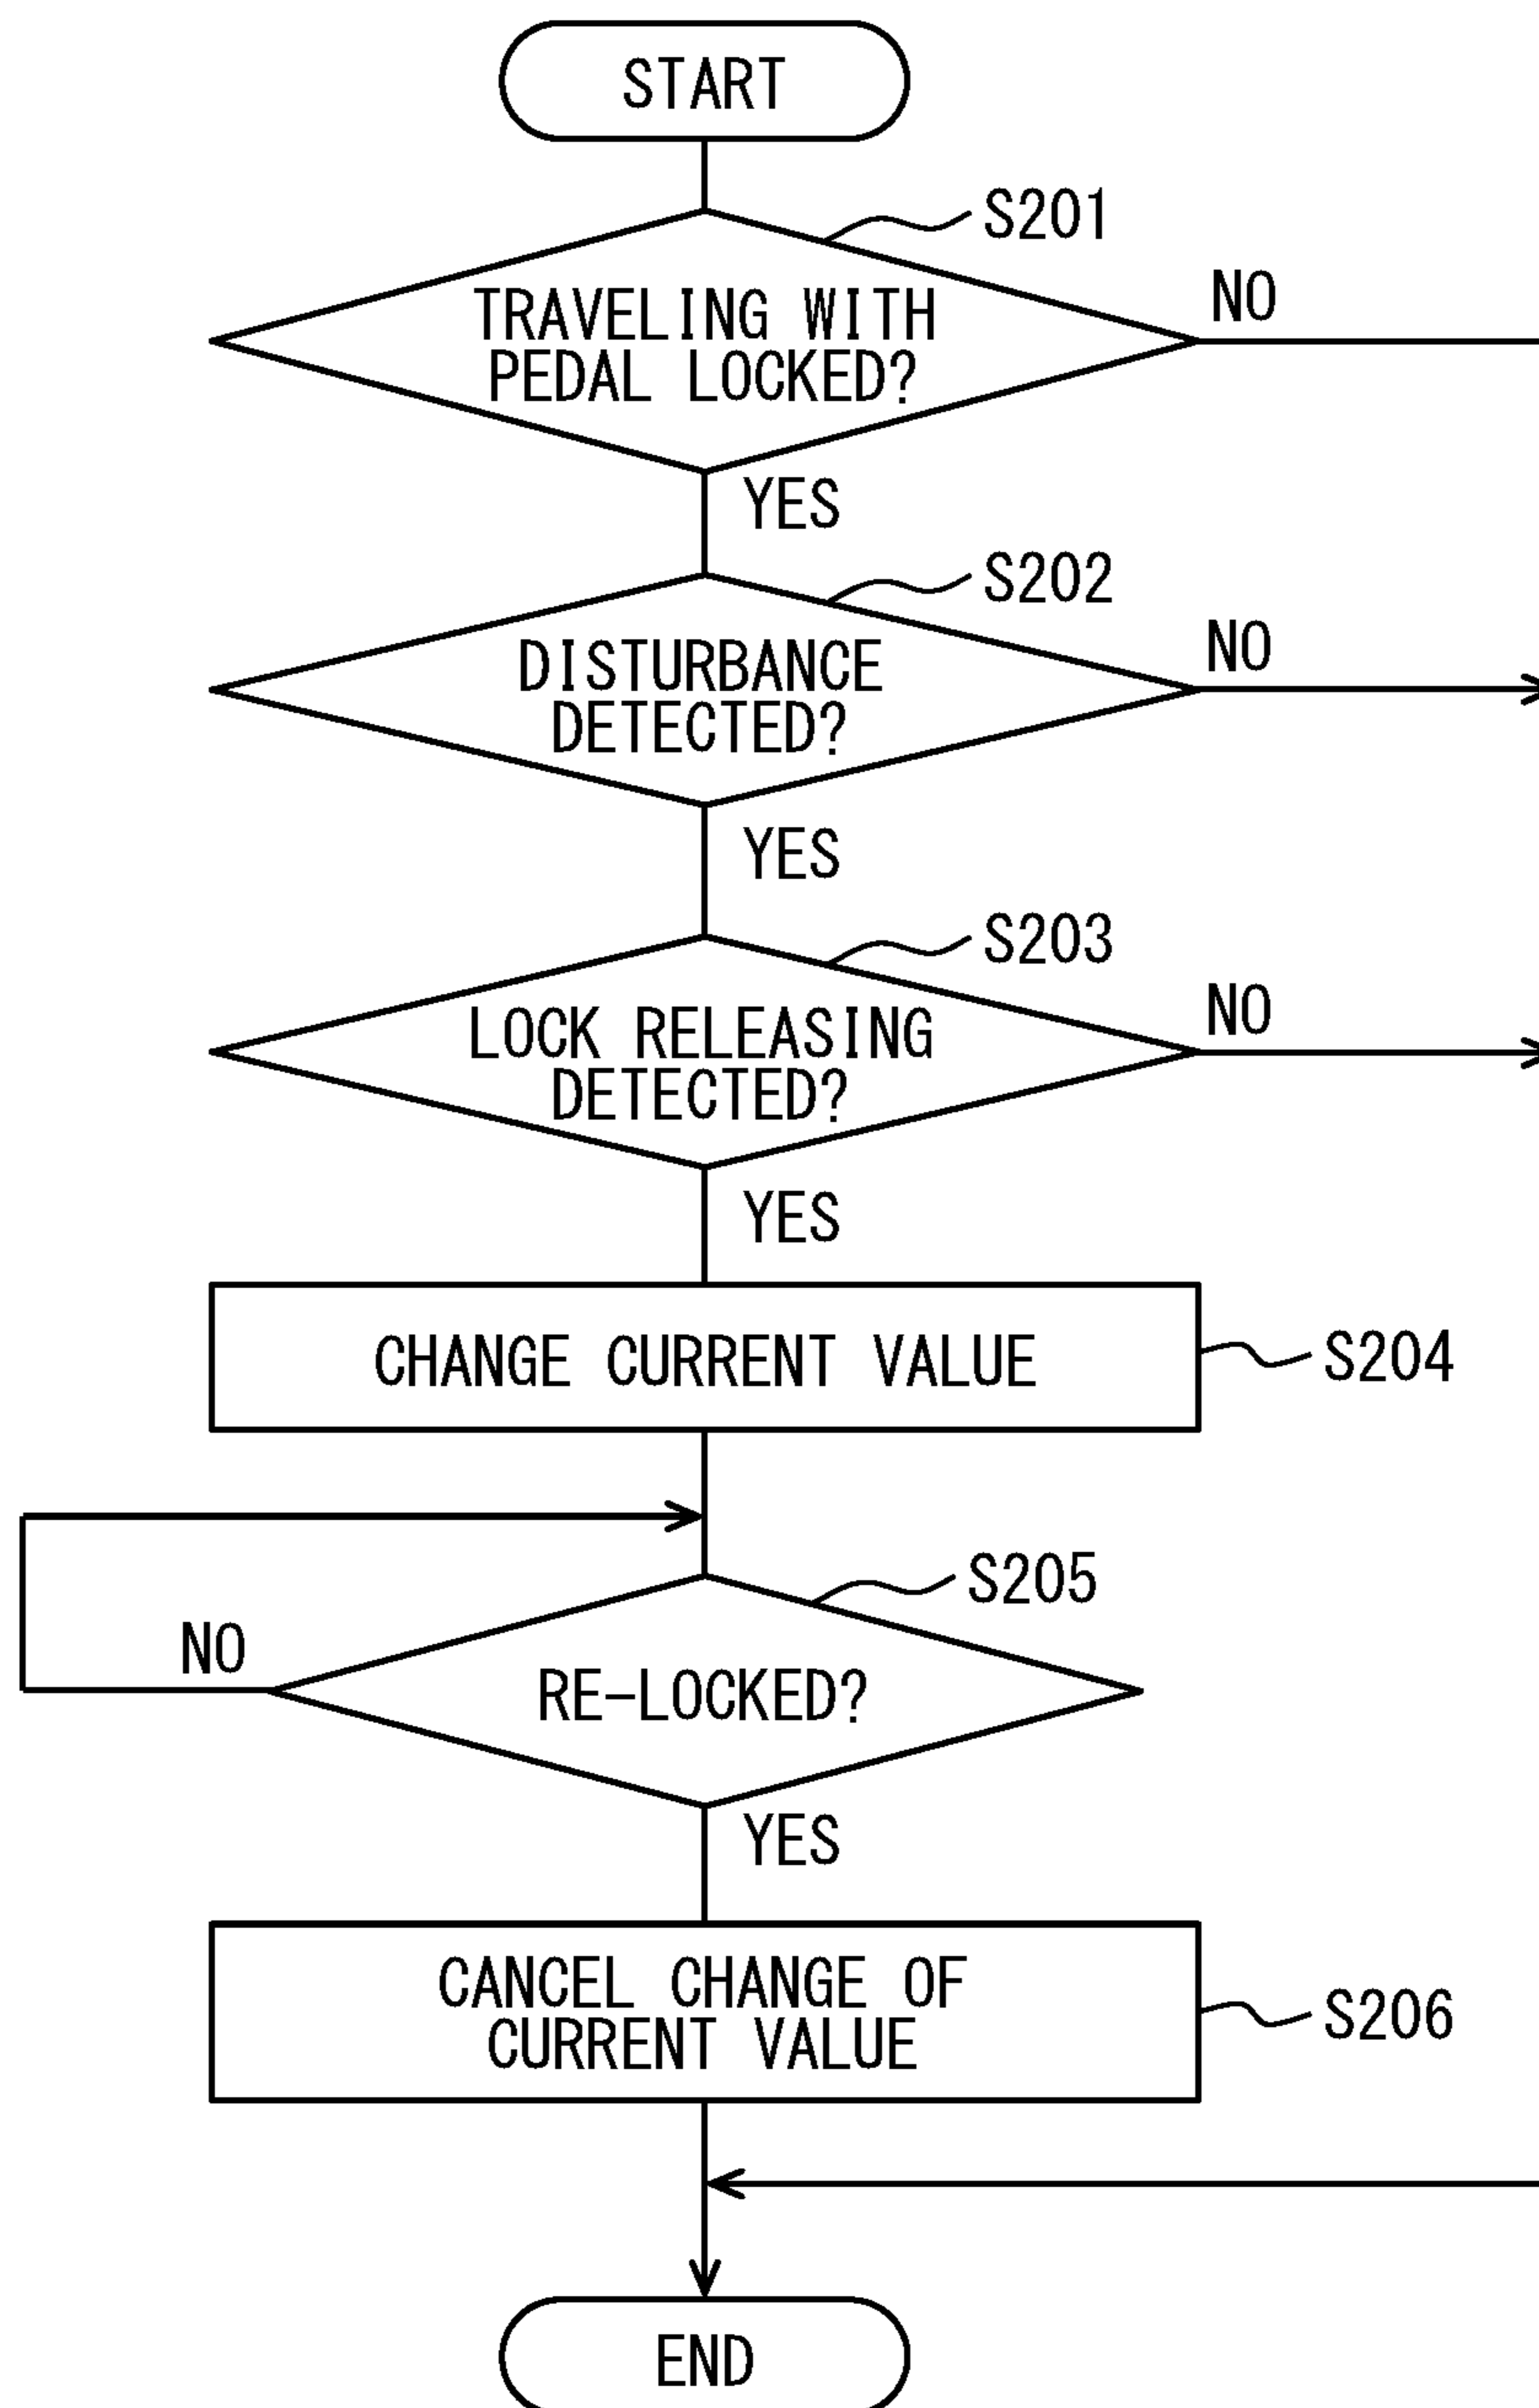 START
S201
TRAVELING WITH
PEDAL LOCKED?
NO
YES
S202
DISTURBANCE
DETECTED?
NO
YES
S203
LOCK RELEASING
DETECTED?
NO
YES
CHANGE CURRENT VALUE
S204
S205
RE-LOCKED?
NO
YES
CANCEL CHANGE OF
CURRENT VALUE
S206
END